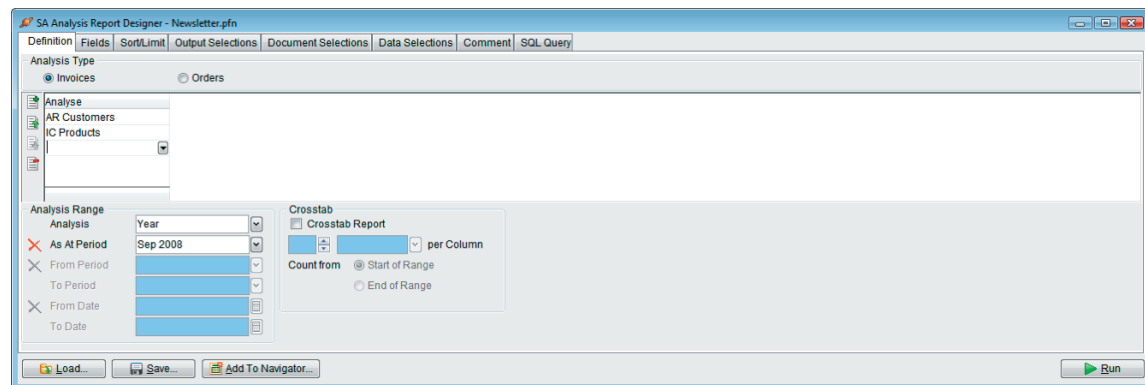 SA Analysis Report Designer - Newsletter.pfn
Definition Fields Sort/Limit Output Selections Document Selections Data Selections Comment SQL Query
Analysis Type
Invoices Orders
Analyse
AR Customers
IC Products
Analysis Range Crosstab
Analysis Year Crosstab Report
As At Period Sep 2008 per Column
From Period Count from Start of Range
To Period End of Range
From Date
To Date
Load... Save... Add To Navigator... Run